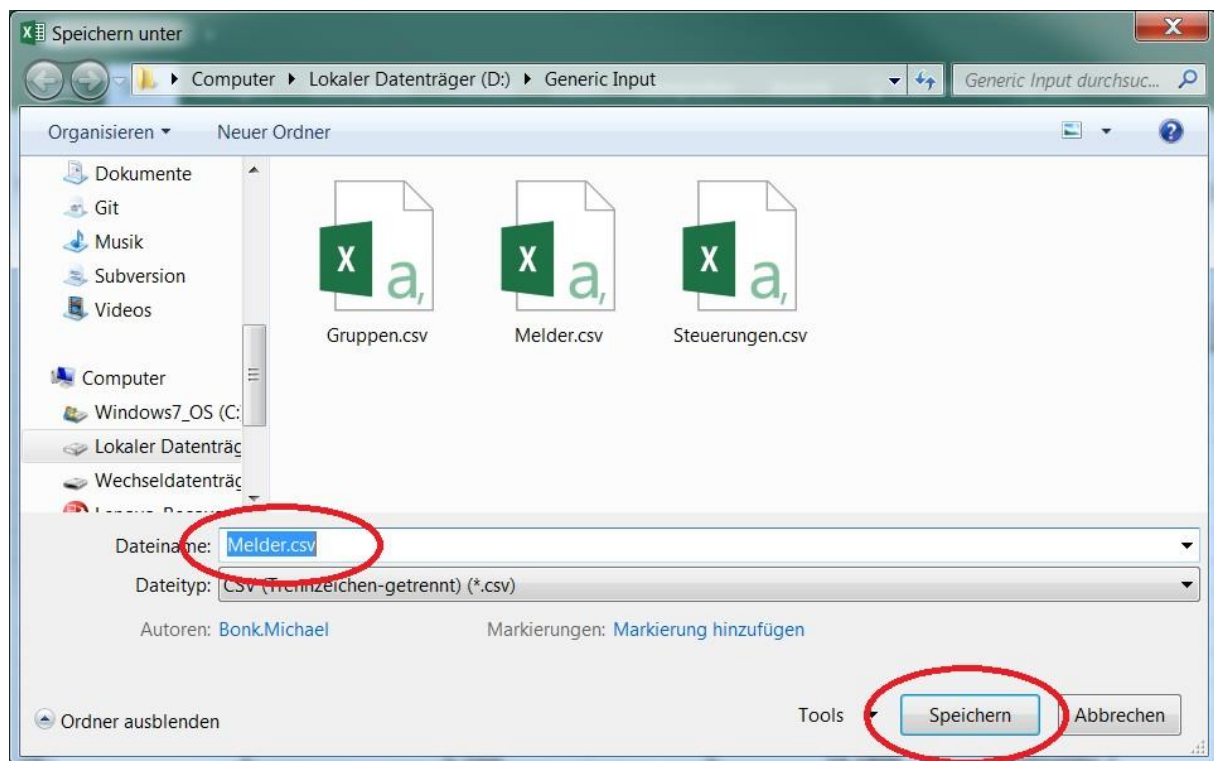 Speichern unter
Computer ▸ Lokaler Datenträger (D:) ▸ Generic Input
Generic Input durchsuc...
Organisieren
Neuer Ordner
Dokumente
Git
Musik
Subversion
Videos
Computer
Windows7_OS (C:
Lokaler Datenträg
Wechseldatenträg
Gruppen.csv
Melder.csv
Steuerungen.csv
Dateiname: Melder.csv
Dateityp: CSV (Trennzeichen-getrennt) (*.csv)
Autoren: Bonk.Michael
Markierungen: Markierung hinzufügen
Ordner ausblenden
Tools
Speichern
Abbrechen